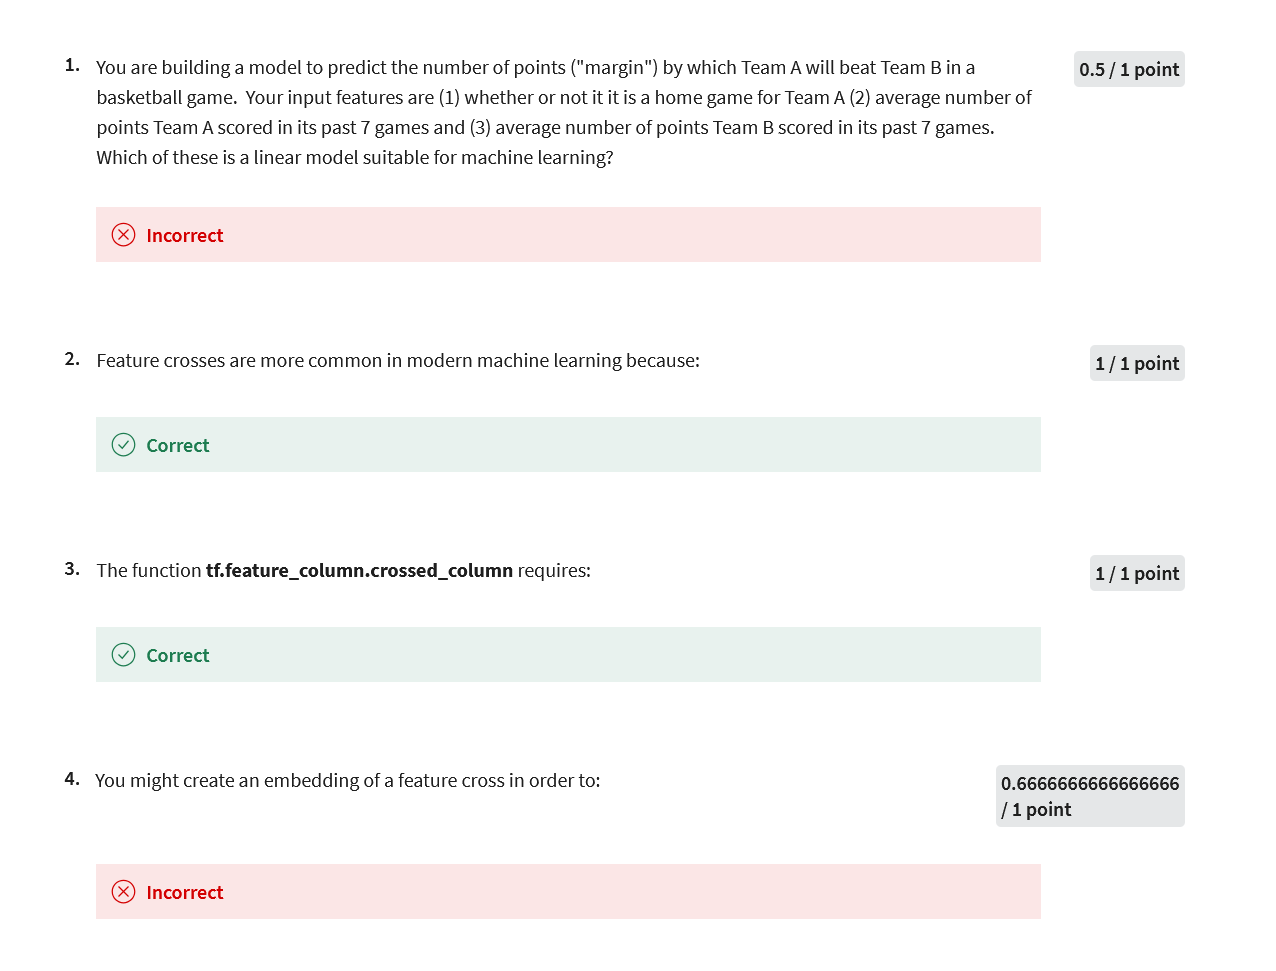 1. You are building a model to predict the number of points ("margin") by which Team A will beat Team B in a
0.5 / 1 point
basketball game.  Your input features are (1) whether or not it it is a home game for Team A (2) average number of
points Team A scored in its past 7 games and (3) average number of points Team B scored in its past 7 games.
Which of these is a linear model suitable for machine learning?
Incorrect
2. Feature crosses are more common in modern machine learning because:
1 / 1 point
Correct
3. The function tf.feature_column.crossed_column requires:
1 / 1 point
Correct
4. You might create an embedding of a feature cross in order to:
0.6666666666666666
/ 1 point
Incorrect